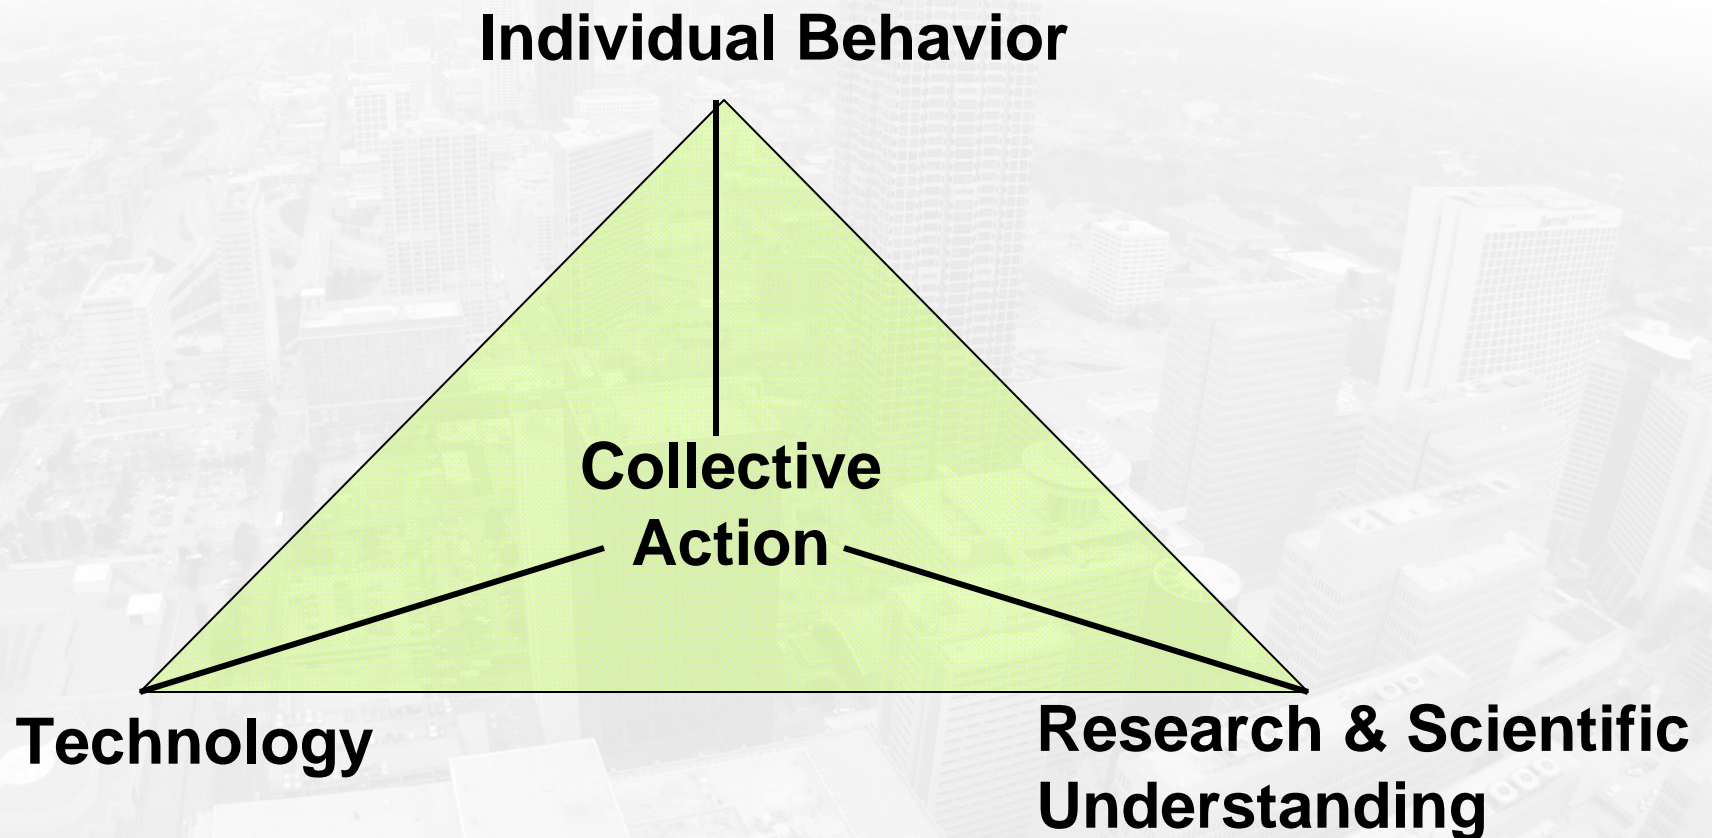 Individual Behavior
Collective
Action
Technology
Research & Scientific
Understanding